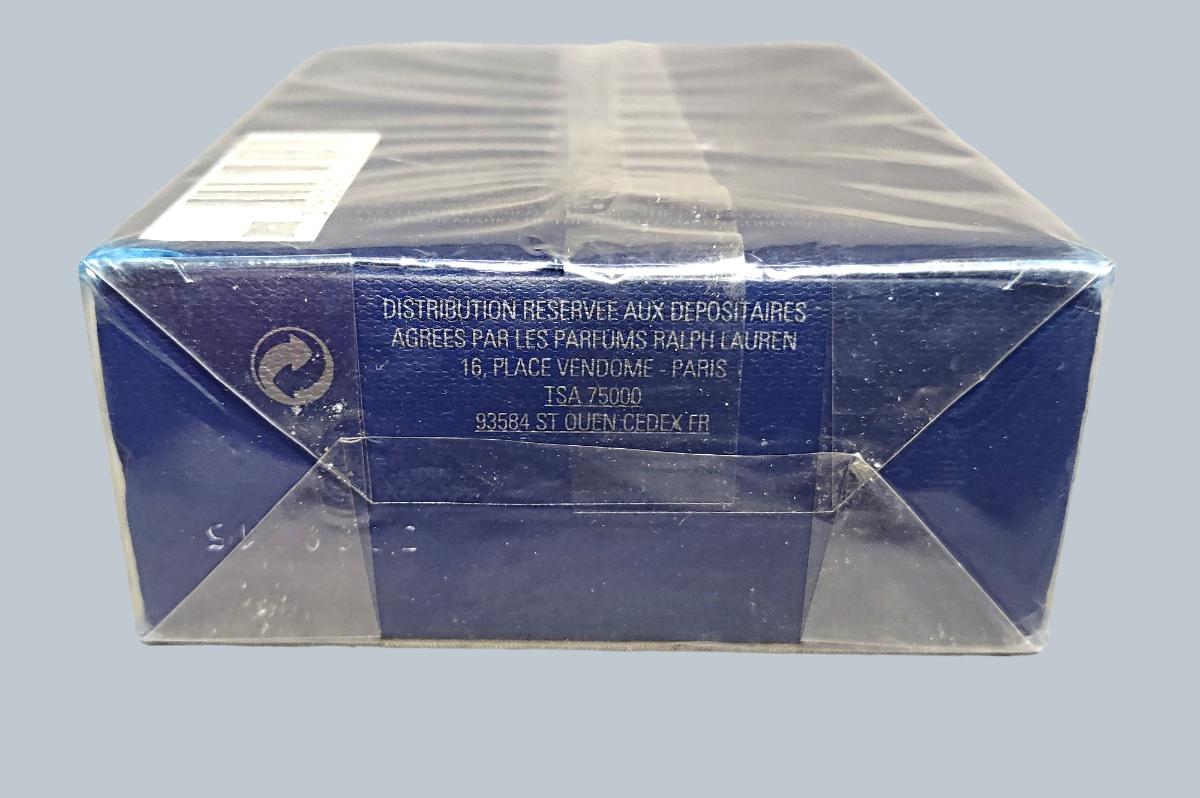 DISTRIBUTION RESERVEE AUX DEPOSITAIRES
AGREES PAR LES PARFUMS RALPH LAUREN
16, PLACE VENDOME - PARIS
TSA 75000
93584 ST OUEN CEDEX FR